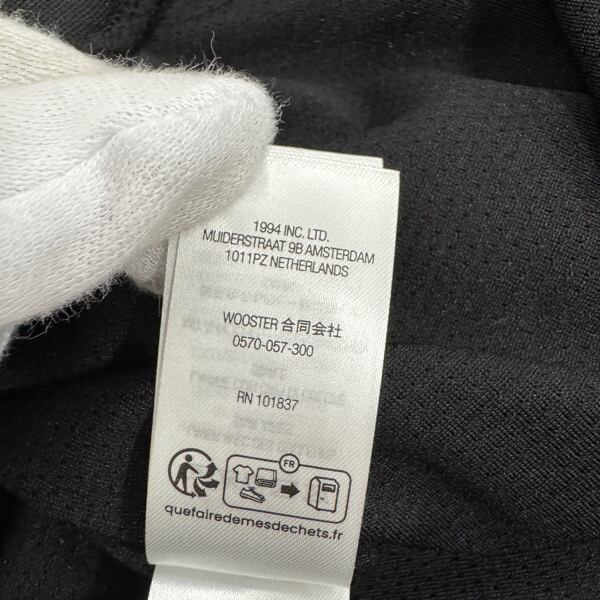 1994 INC. LTD.
MUIDERSTRAAT 9B AMSTERDAM
1011PZ NETHERLANDS
WOOSTER 合同会社
0570-057-300
RN 101837
FR
quefairedemesdechets.fr